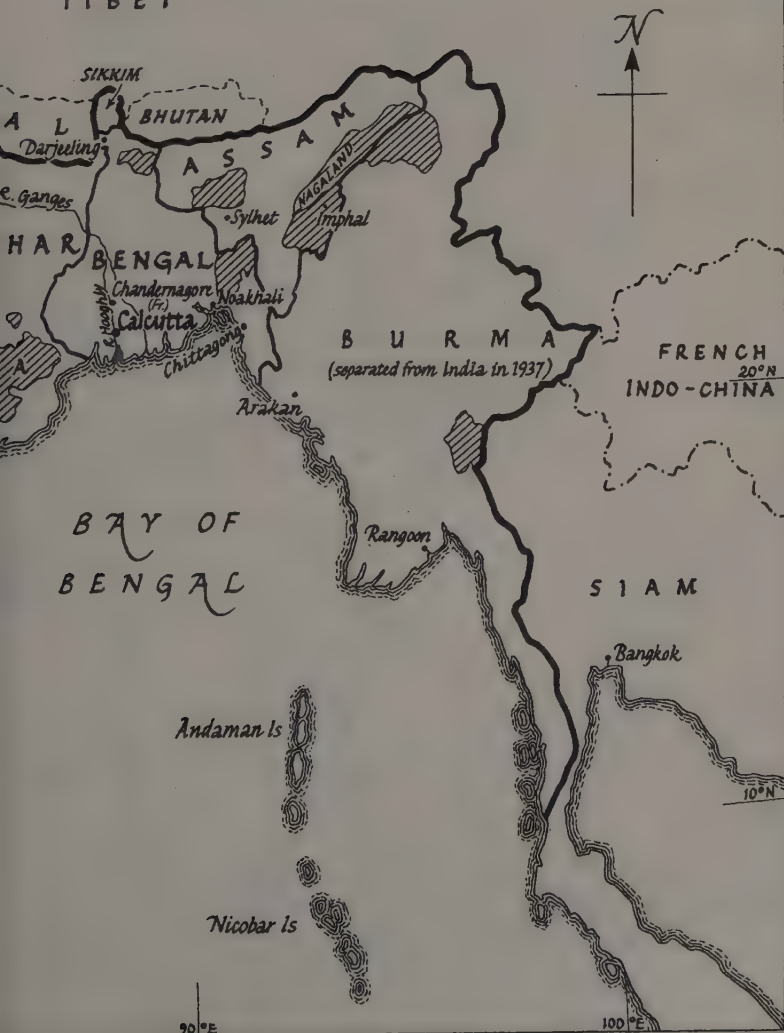 TIBET
N
SIKKIM
A L
BHUTAN
Darjeeling
ASSAM
NAGALAND
R. Ganges
Sylhet
Imphal
HAR
BENGAL
Chandernagore
(Fr.)
Noakhali
R. Hooghly
Calcutta
Chittagong
BURMA
(separated from India in 1937)
FRENCH
INDO-CHINA
20°N
A
Arakan
BAY OF
BENGAL
Rangoon
SIAM
Bangkok
Andaman Is
10°N
Nicobar Is
90°E
100°E